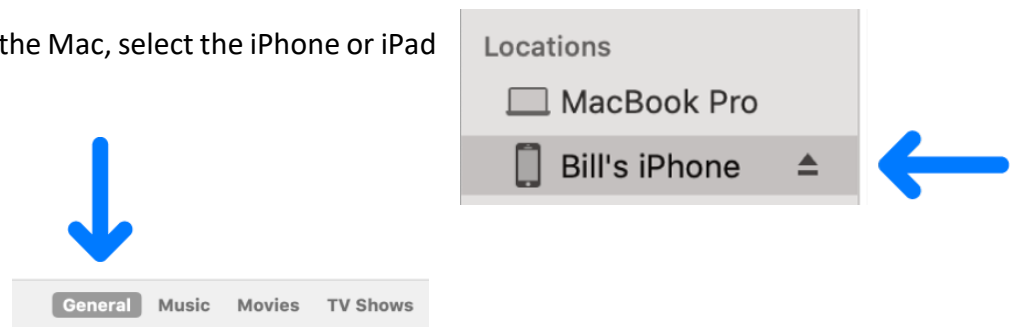 the Mac, select the iPhone or iPad
Locations
MacBook Pro
Bill's iPhone
General Music Movies TV Shows